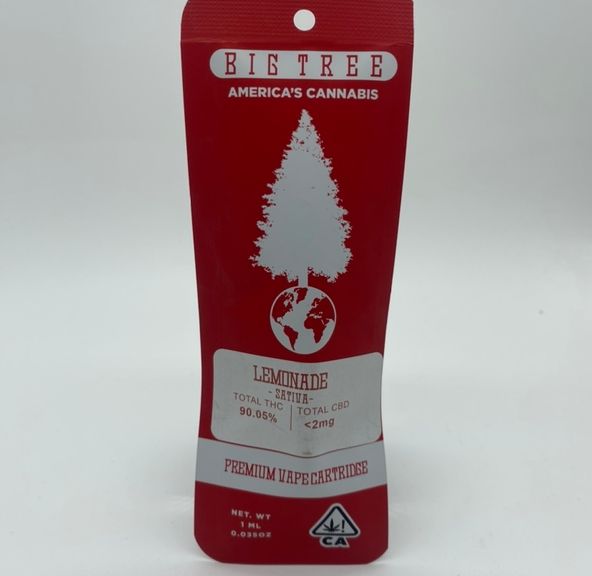 BIG TREE
AMERICA'S CANNABIS
LEMONADE
- SATIVA-
TOTAL THC
90.05%
TOTAL CBD
<2mg
PREMIUM VAPE CARTRIDGE
NET. WT
1 ML
0.035OZ
!
CA